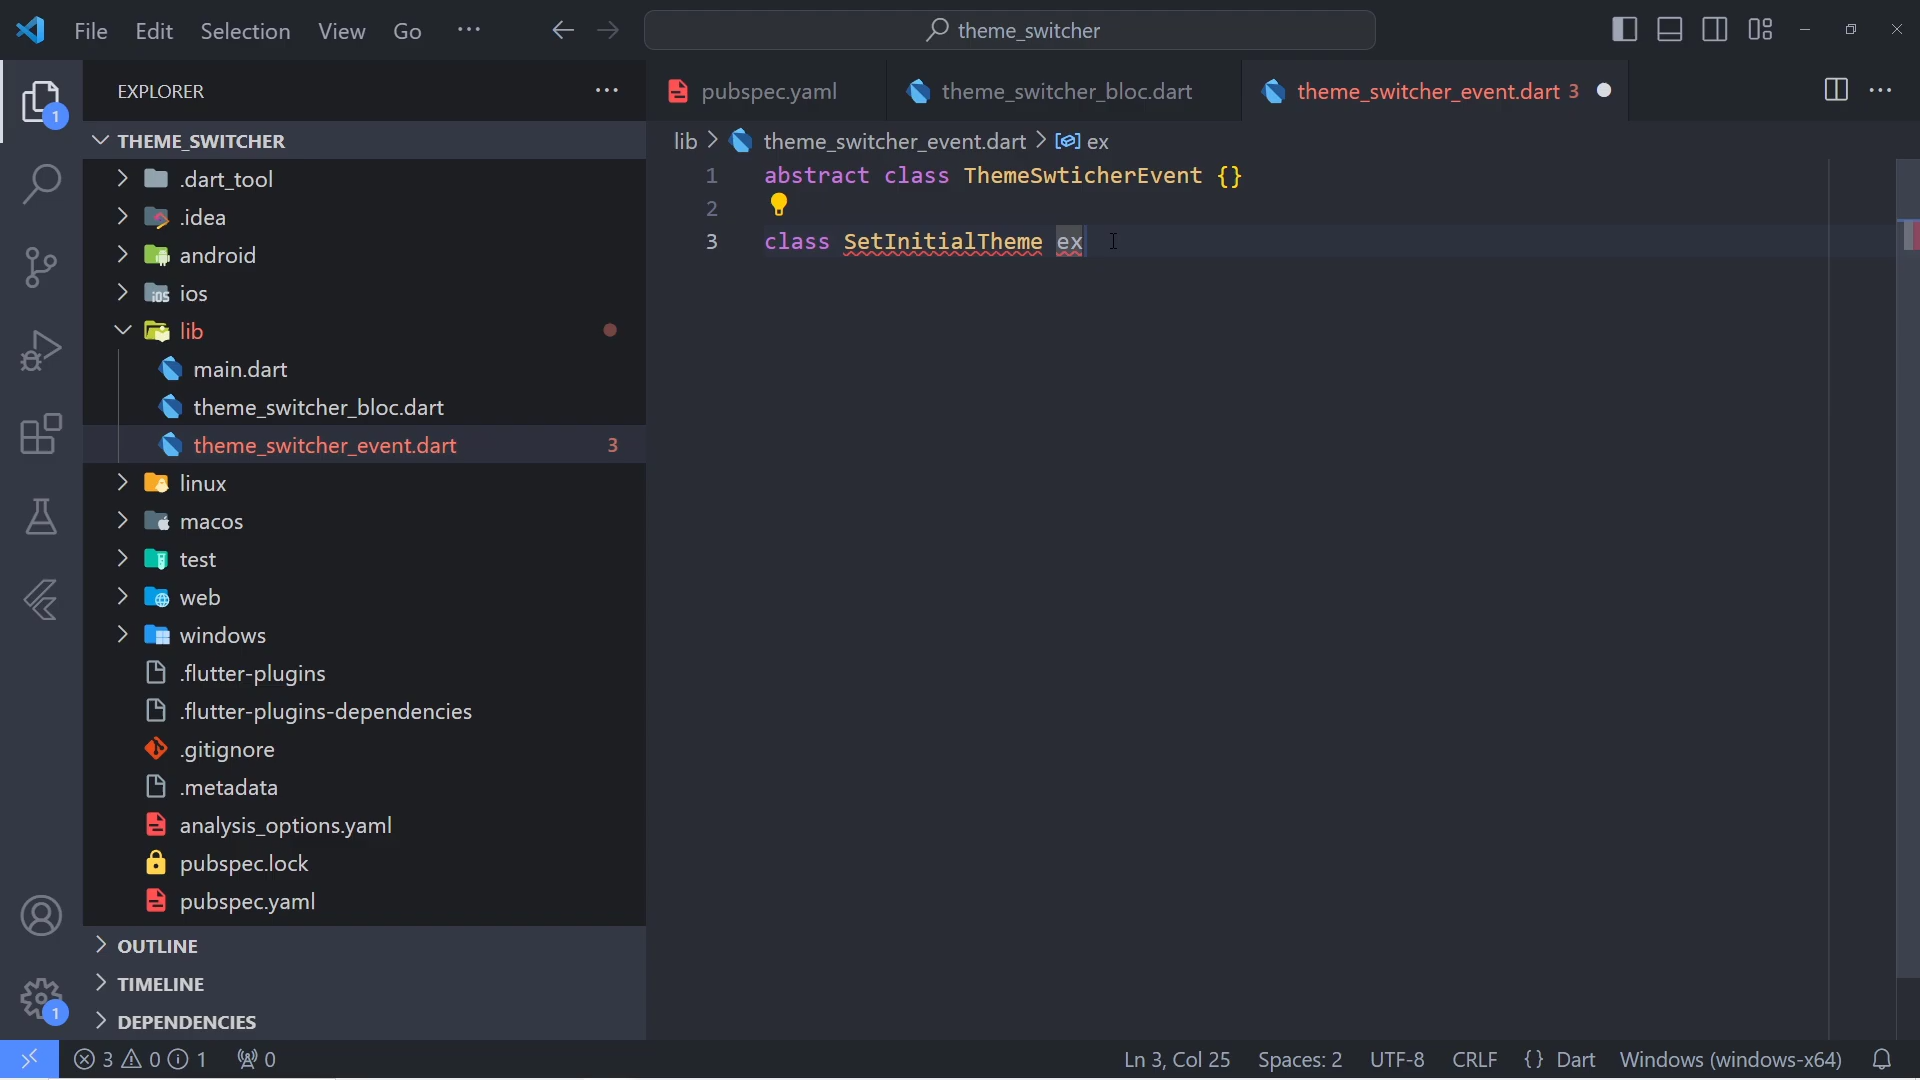 File Edit Selection View Go ··· theme_switcher
EXPLORER ···
THEME_SWITCHER
.dart_tool
.idea
android
ios
lib
main.dart
theme_switcher_bloc.dart
theme_switcher_event.dart 3
linux
macos
test
web
windows
.flutter-plugins
.flutter-plugins-dependencies
.gitignore
.metadata
analysis_options.yaml
pubspec.lock
pubspec.yaml
OUTLINE
TIMELINE
DEPENDENCIES
1
1
pubspec.yaml theme_switcher_bloc.dart theme_switcher_event.dart 3
lib > theme_switcher_event.dart > ex
1 abstract class ThemeSwticherEvent {}
2
3 class SetInitialTheme ex
3 0 1 0 Ln 3, Col 25 Spaces: 2 UTF-8 CRLF {} Dart Windows (windows-x64)